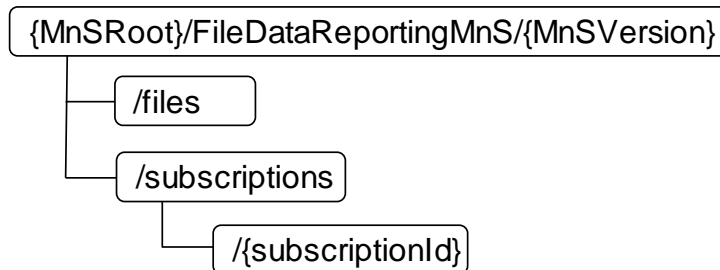 {MnSRoot}/FileDataReportingMnS/{MnSVersion}
/files
/subscriptions
/{subscriptionId}